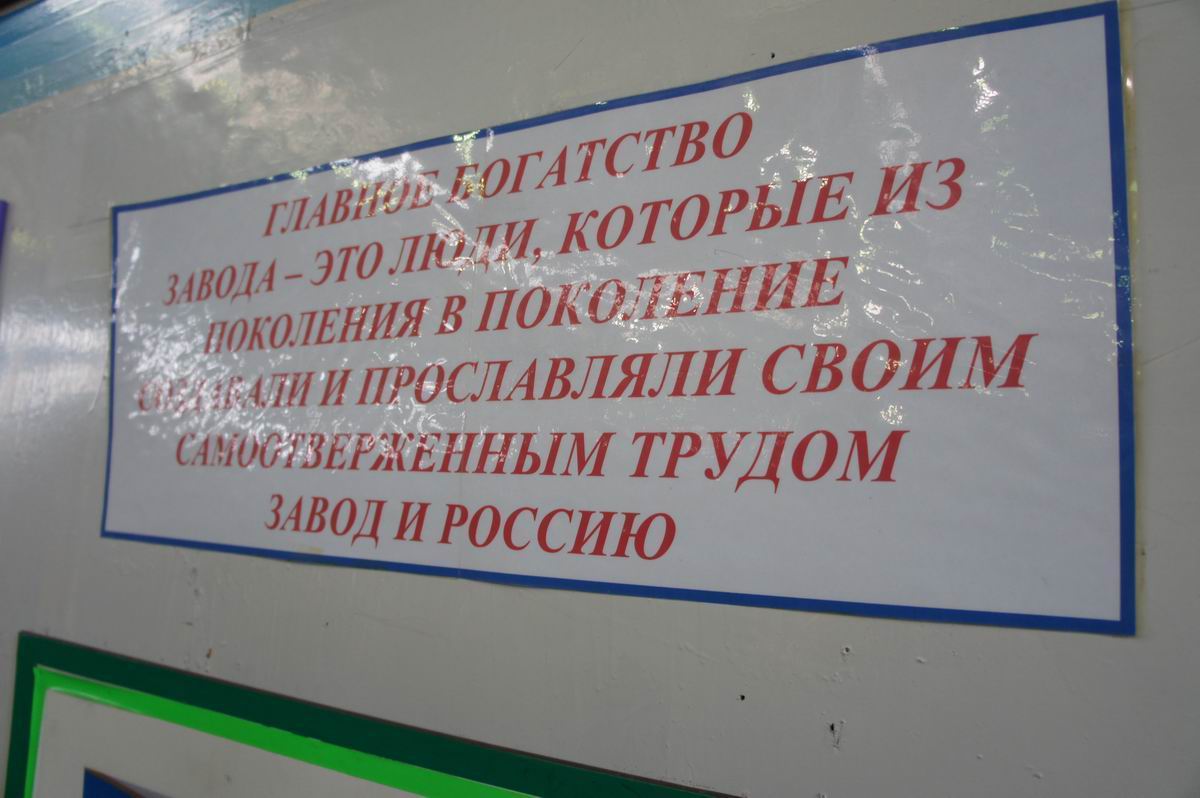 ГЛАВНОЕ БОГАТСТВО
ЗАВОДА – ЭТО ЛЮДИ, КОТОРЫЕ ИЗ
ПОКОЛЕНИЯ В ПОКОЛЕНИЕ
СОЗДАВАЛИ И ПРОСЛАВЛЯЛИ СВОИМ
САМООТВЕРЖЕННЫМ ТРУДОМ
ЗАВОД И РОССИЮ